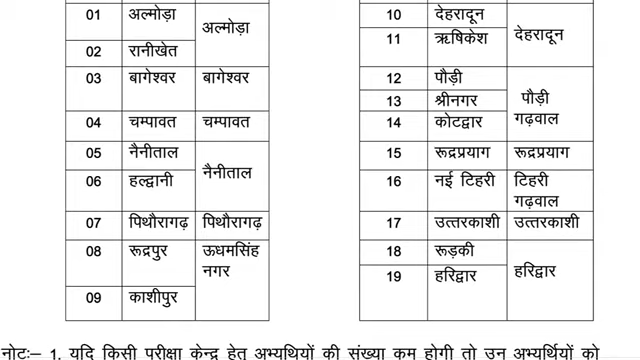 01 अल्मोड़ा अल्मोड़ा
02 रानीखेत
03 बागेश्वर बागेश्वर
04 चम्पावत चम्पावत
05 नैनीताल नैनीताल
06 हल्द्वानी
07 पिथौरागढ़ पिथौरागढ़
08 रूद्रपुर ऊधमसिंह
नगर
09 काशीपुर
10 देहरादून देहरादून
11 ऋषिकेश
12 पौड़ी पौड़ी
13 श्रीनगर गढ़वाल
14 कोटद्वार
15 रूद्रप्रयाग रूद्रप्रयाग
16 नई टिहरी टिहरी
गढ़वाल
17 उत्तरकाशी उत्तरकाशी
18 रूड़की हरिद्वार
19 हरिद्वार
नोटः– 1. यदि किसी परीक्षा केन्द्र हेतु अभ्यथियों की संख्या कम होगी तो उन अभ्यर्थियों को